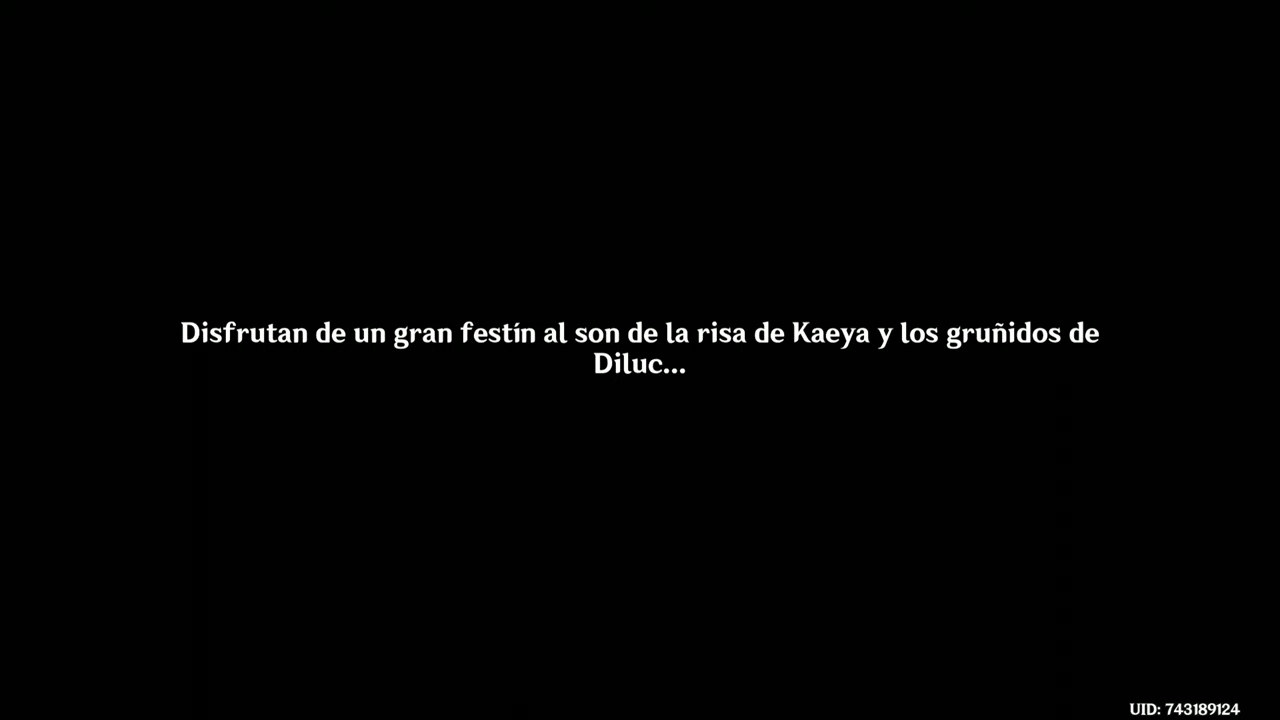 Disfrutan de un gran festín al son de la risa de Kaeya y los gruñidos de
Diluc...
UID: 743189124